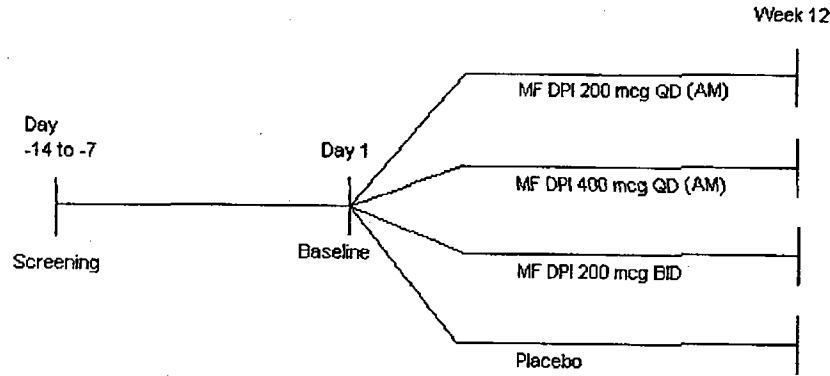 Week 12
MF DPI 200 mcg QD (AM)
Day
-14 to -7
Day 1
MF DPI 400 mcg QD (AM)
Screening
Baseline
MF DPI 200 mcg BID
Placebo